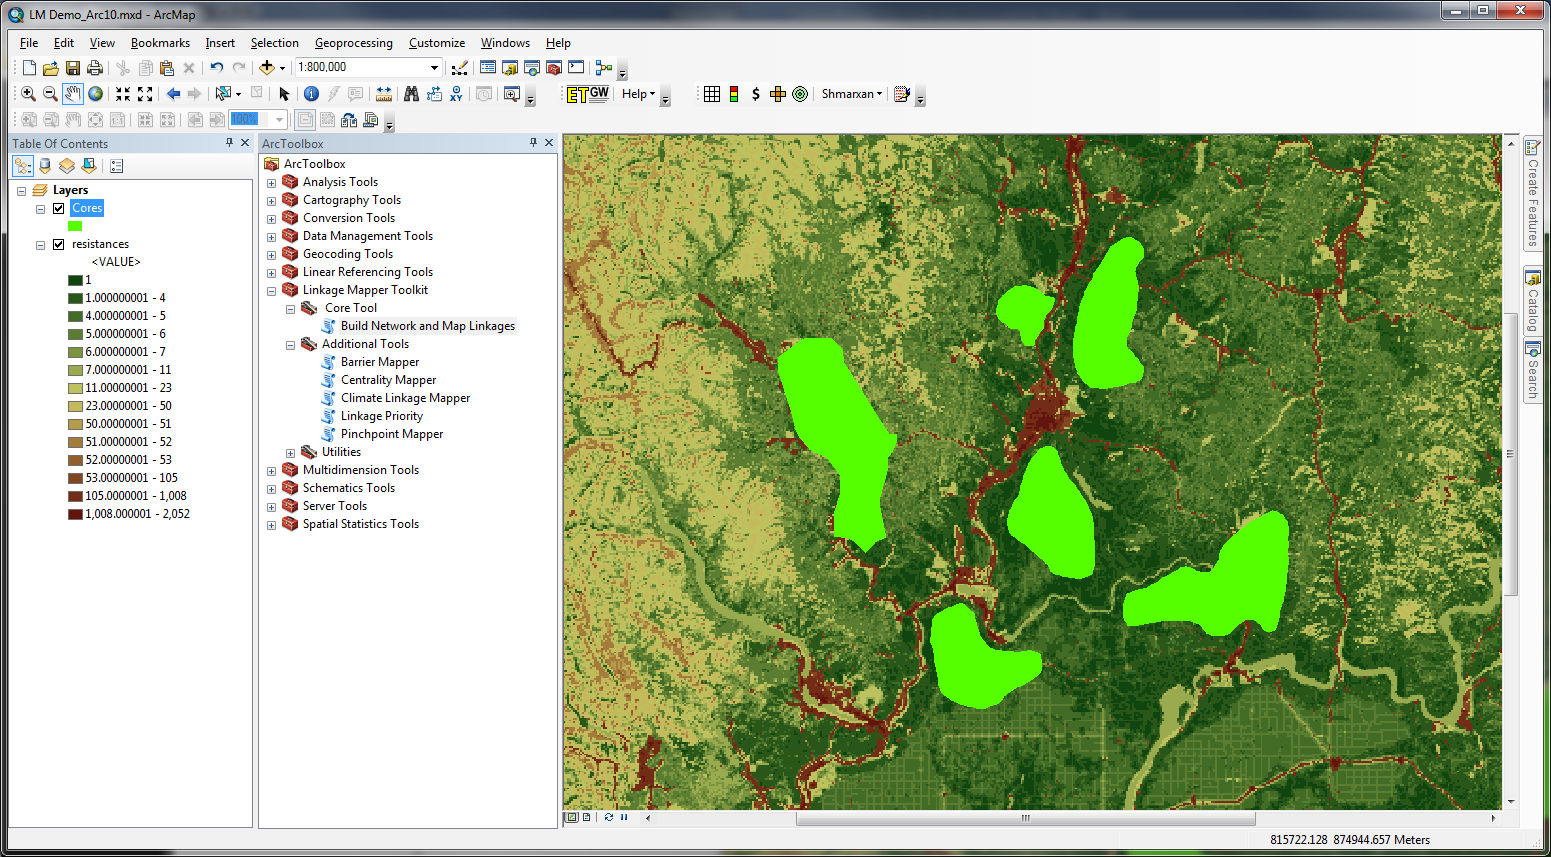 LM Demo_Arc10.mxd - ArcMap
File Edit View Bookmarks Insert Selection Geoprocessing Customize Windows Help
1:800,000
ET GW Help Shmarxan
100%
Table Of Contents
ArcToolbox
Layers
Cores
resistances
<VALUE>
1
1.000000001 - 4
4.000000001 - 5
5.000000001 - 6
6.000000001 - 7
7.000000001 - 11
11.00000001 - 23
23.00000001 - 50
50.00000001 - 51
51.00000001 - 52
52.00000001 - 53
53.00000001 - 105
105.0000001 - 1,008
1,008.000001 - 2,052
ArcToolbox
Analysis Tools
Cartography Tools
Conversion Tools
Data Management Tools
Geocoding Tools
Linear Referencing Tools
Linkage Mapper Toolkit
Core Tool
Build Network and Map Linkages
Additional Tools
Barrier Mapper
Centrality Mapper
Climate Linkage Mapper
Linkage Priority
Pinchpoint Mapper
Utilities
Multidimension Tools
Schematics Tools
Server Tools
Spatial Statistics Tools
Create Features
Catalog
Search
815722.128 874944.657 Meters